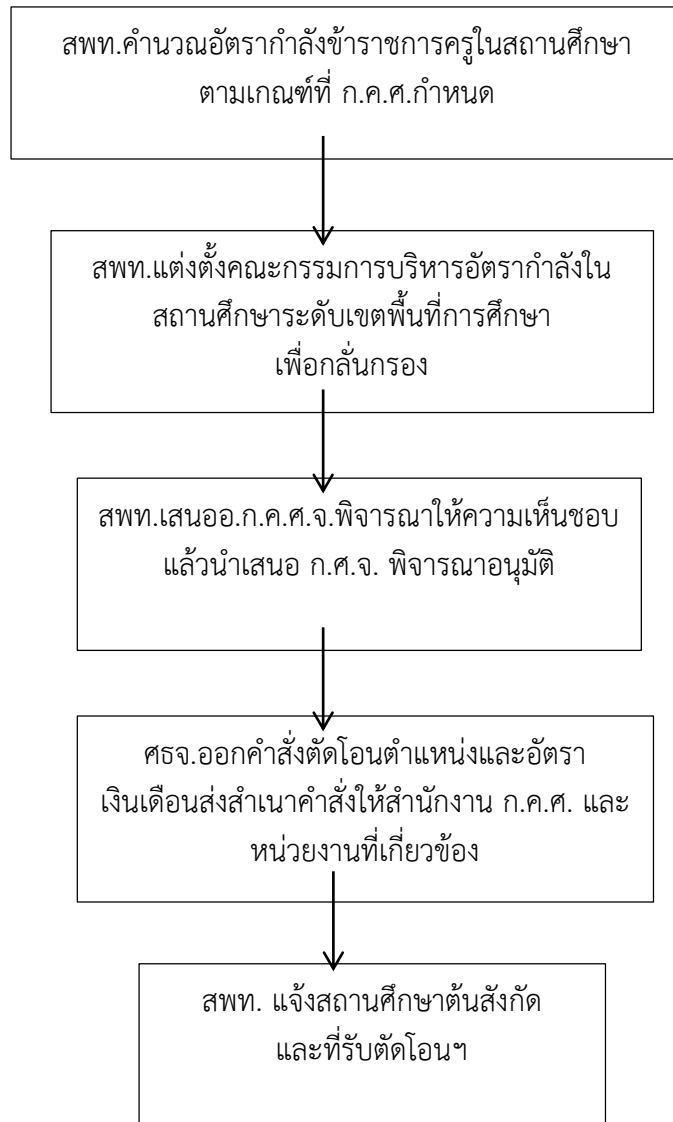 สพท.คำนวณอัตรากำลังข้าราชการครูในสถานศึกษา
ตามเกณฑ์ที่ ก.ค.ศ.กำหนด
สพท.แต่งตั้งคณะกรรมการบริหารอัตรากำลังใน
สถานศึกษาระดับเขตพื้นที่การศึกษา
เพื่อกลั่นกรอง
สพท.เสนออ.ก.ค.ศ.จ.พิจารณาให้ความเห็นชอบ
แล้วนำเสนอ ก.ศ.จ. พิจารณาอนุมัติ
ศธจ.ออกคำสั่งตัดโอนตำแหน่งและอัตรา
เงินเดือนส่งสำเนาคำสั่งให้สำนักงาน ก.ค.ศ. และ
หน่วยงานที่เกี่ยวข้อง
สพท. แจ้งสถานศึกษาต้นสังกัด
และที่รับตัดโอนฯ